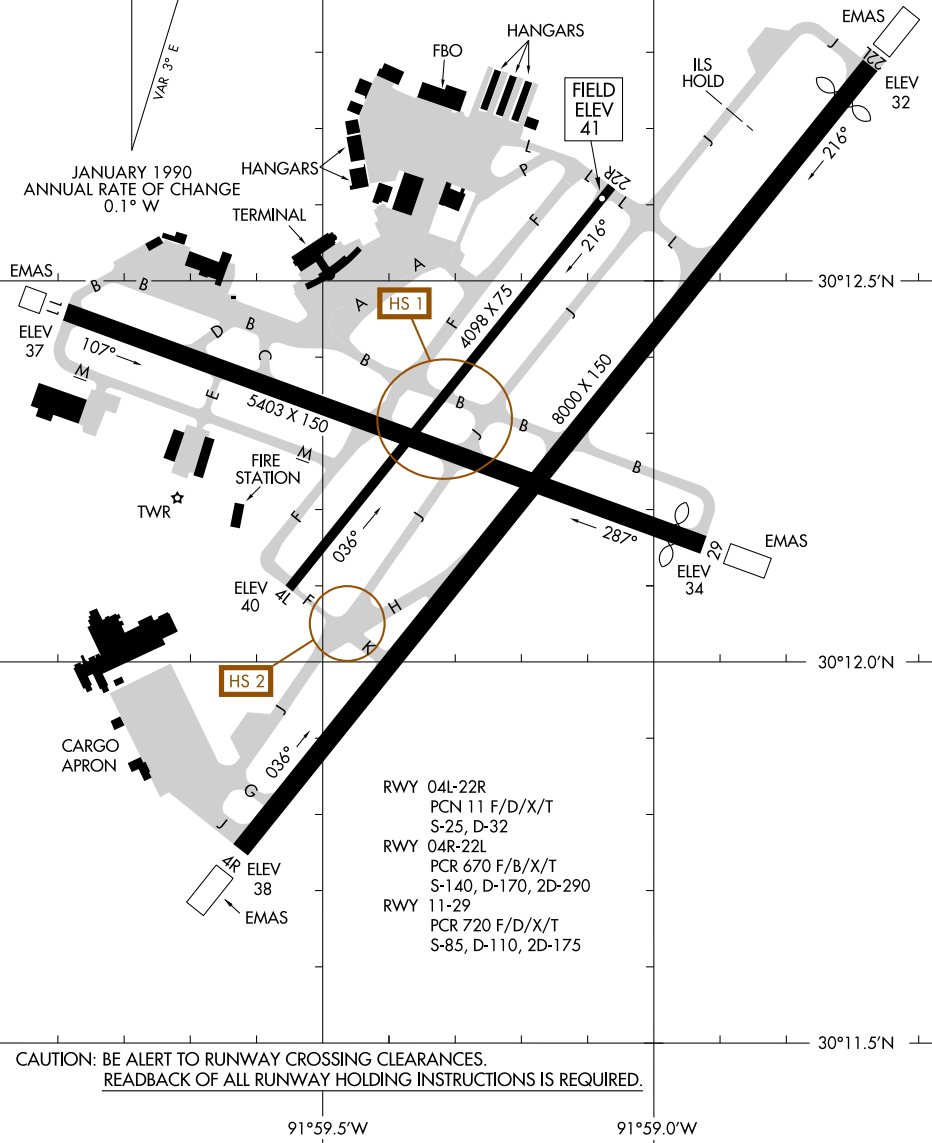 EMAS
HANGARS
FBO
J
22L
VAR 3° E
ILS
HOLD
ELEV
32
FIELD
ELEV
41
216°
J
JANUARY 1990
ANNUAL RATE OF CHANGE
0.1° W
HANGARS
L
P
L
22R
L
F
TERMINAL
216°
L
EMAS
B
B
A
30°12.5'
11
HS 1
A
J
ELEV
37
D
B
F
4098 X 75
107°
C
B
8000 X 150
M
E
5403 X 150
B
B
J
B
M
FIRE
STATION
TWR
F
J
036°
287°
29
EMAS
ELEV
40
4L
F
H
ELEV
34
K
30°12.0'
HS 2
J
CARGO
APRON
036°
G
J
RWY 04L-22R
PCN 11 F/D/X/T
S-25, D-32
RWY 04R-22L
PCR 670 F/B/X/T
S-140, D-170, 2D-290
RWY 11-29
PCR 720 F/D/X/T
S-85, D-110, 2D-175
4R
ELEV
38
EMAS
30°11.5'N
CAUTION: BE ALERT TO RUNWAY CROSSING CLEARANCES.
READBACK OF ALL RUNWAY HOLDING INSTRUCTIONS IS REQUIRED.
91°59.5'W
91°59.0'W